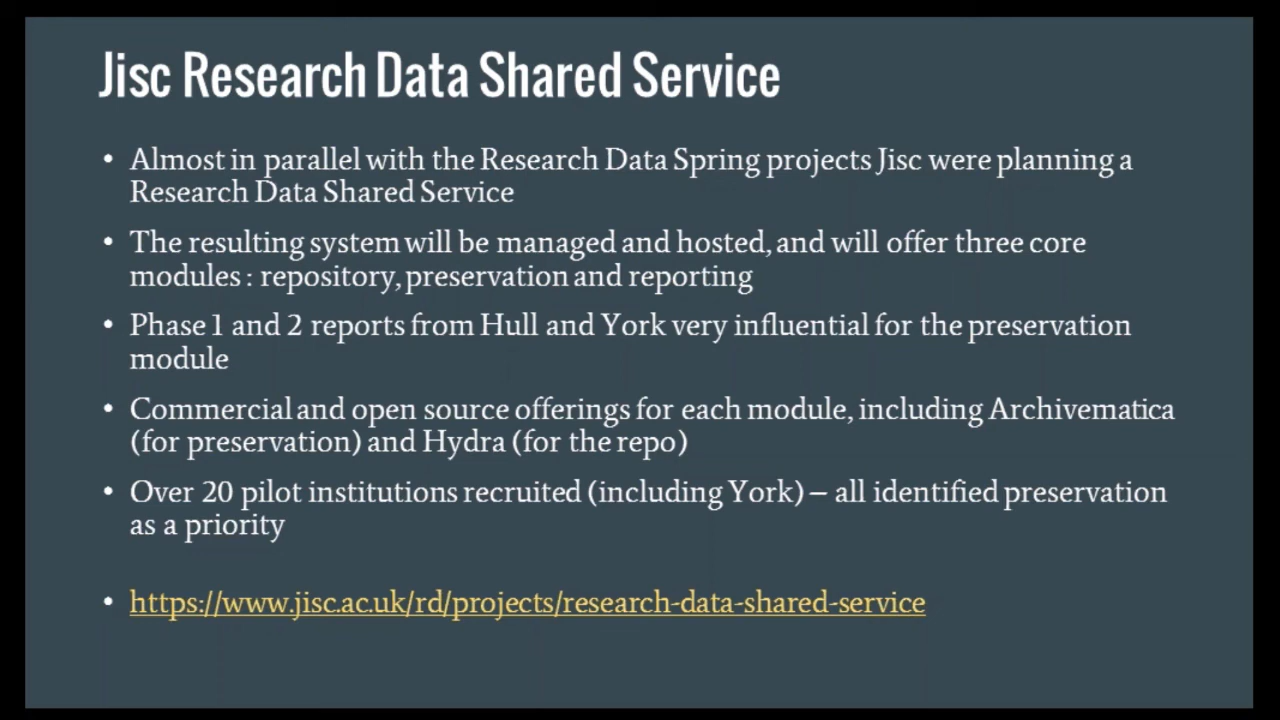 Jisc Research Data Shared Service
• Almost in parallel with the Research Data Spring projects Jisc were planning a
Research Data Shared Service
• The resulting system will be managed and hosted, and will offer three core
modules : repository, preservation and reporting
• Phase 1 and 2 reports from Hull and York very influential for the preservation
module
• Commercial and open source offerings for each module, including Archivematica
(for preservation) and Hydra (for the repo)
• Over 20 pilot institutions recruited (including York) – all identified preservation
as a priority
• https://www.jisc.ac.uk/rd/projects/research-data-shared-service